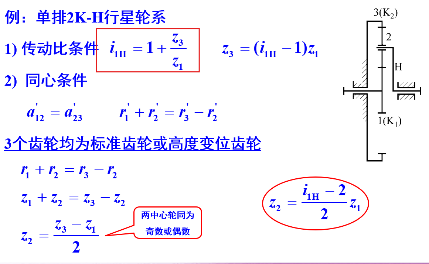 例：单排2K-H行星轮系
1) 传动比条件 i₁H = 1 + z₃/z₁ z₃ = (i₁H − 1)z₁
2) 同心条件
a'₁₂ = a'₂₃ r'₁ + r'₂ = r'₃ − r'₂
3个齿轮均为标准齿轮或高度变位齿轮
r₁ + r₂ = r₃ − r₂
z₁ + z₂ = z₃ − z₂
z₂ = (z₃ − z₁)/2
两中心轮同为
奇数或偶数
z₂ = (i₁H − 2)/2 z₁
3(K₂)
2
H
1(K₁)